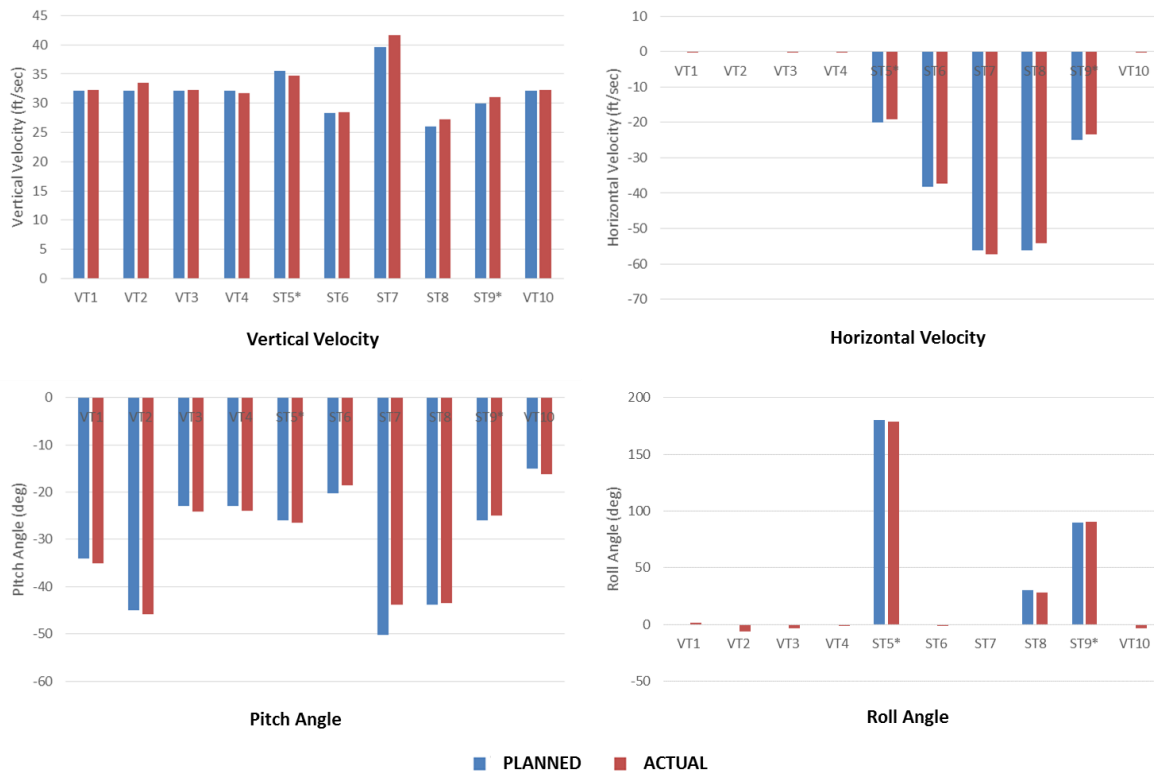 45
40
35
30
25
20
15
10
5
0
Vertical Velocity (ft/sec)
VT1 VT2 VT3 VT4 ST5* ST6 ST7 ST8 ST9* VT10
Vertical Velocity
10
0
-10
-20
-30
-40
-50
-60
-70
Horizontal Velocity (ft/sec)
VT1 VT2 VT3 VT4 ST5* ST6 ST7 ST8 ST9* VT10
Horizontal Velocity
0
-10
-20
-30
-40
-50
-60
Pitch Angle (deg)
VT1 VT2 VT3 VT4 ST5* ST6 ST7 ST8 ST9* VT10
Pitch Angle
200
150
100
50
0
-50
Roll Angle (deg)
VT1 VT2 VT3 VT4 ST5* ST6 ST7 ST8 ST9* VT10
Roll Angle
PLANNED ACTUAL